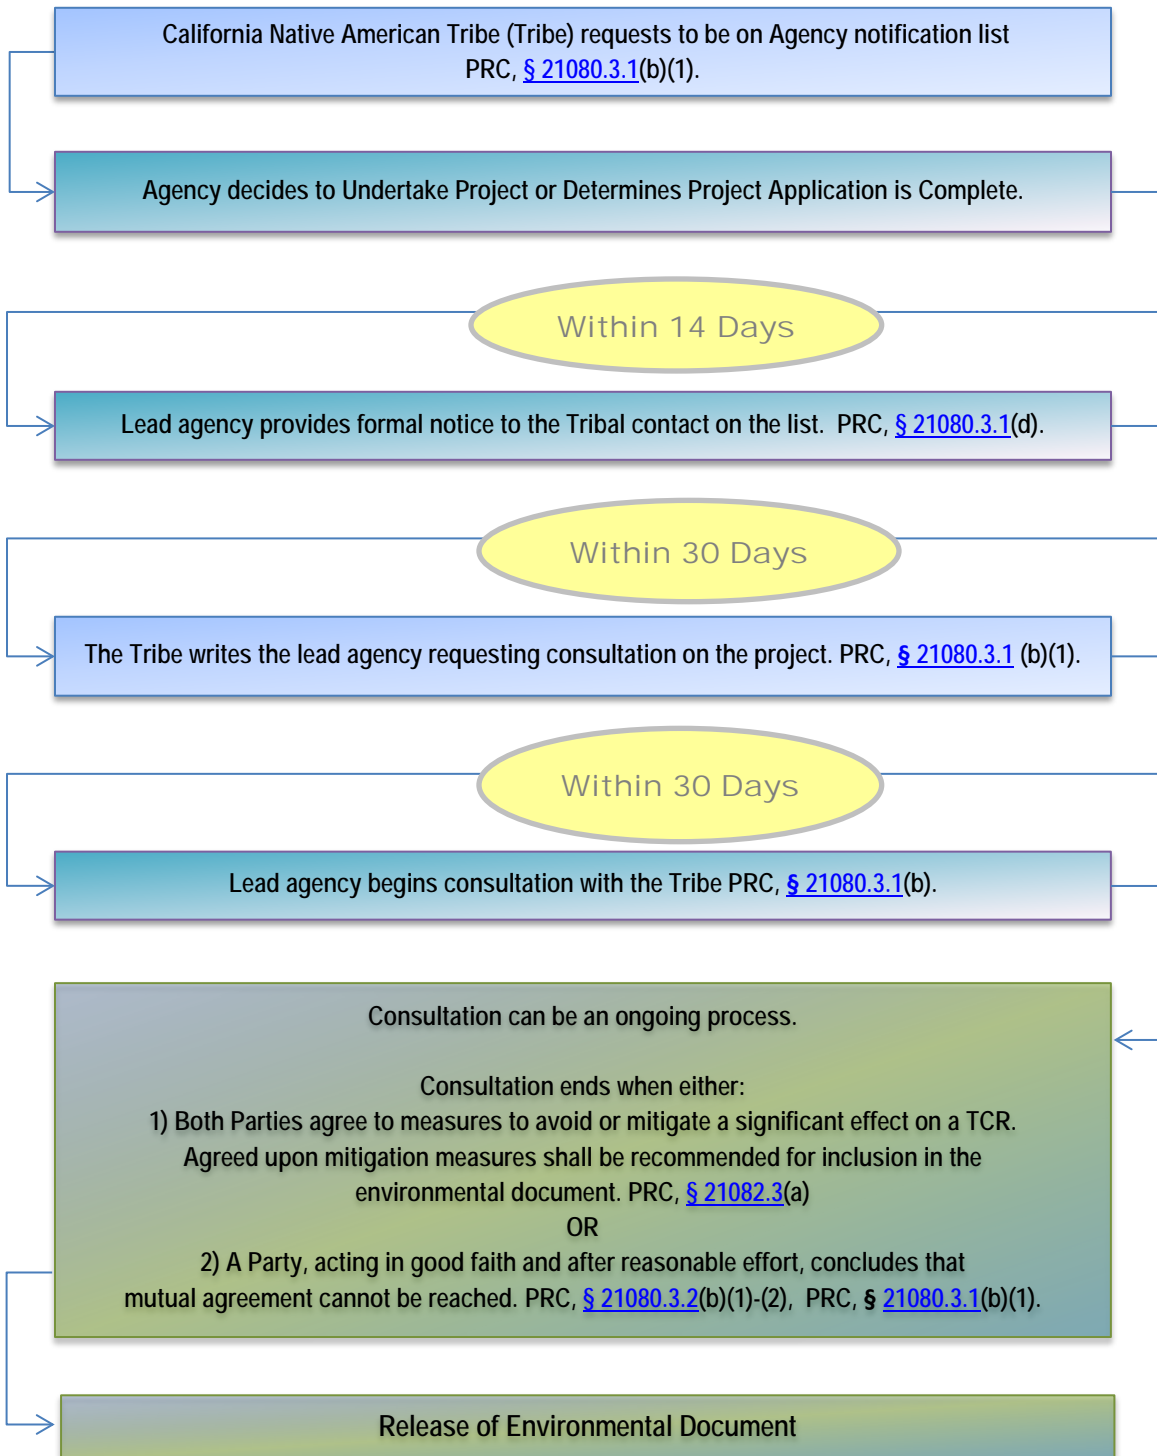 California Native American Tribe (Tribe) requests to be on Agency notification list
PRC, § 21080.3.1(b)(1).
Agency decides to Undertake Project or Determines Project Application is Complete.
Within 14 Days
Lead agency provides formal notice to the Tribal contact on the list.  PRC, § 21080.3.1(d).
Within 30 Days
The Tribe writes the lead agency requesting consultation on the project. PRC, § 21080.3.1 (b)(1).
Within 30 Days
Lead agency begins consultation with the Tribe PRC, § 21080.3.1(b).
Consultation can be an ongoing process.
Consultation ends when either:
1) Both Parties agree to measures to avoid or mitigate a significant effect on a TCR.
Agreed upon mitigation measures shall be recommended for inclusion in the
environmental document. PRC, § 21082.3(a)
OR
2) A Party, acting in good faith and after reasonable effort, concludes that
mutual agreement cannot be reached. PRC, § 21080.3.2(b)(1)-(2),  PRC, § 21080.3.1(b)(1).
Release of Environmental Document